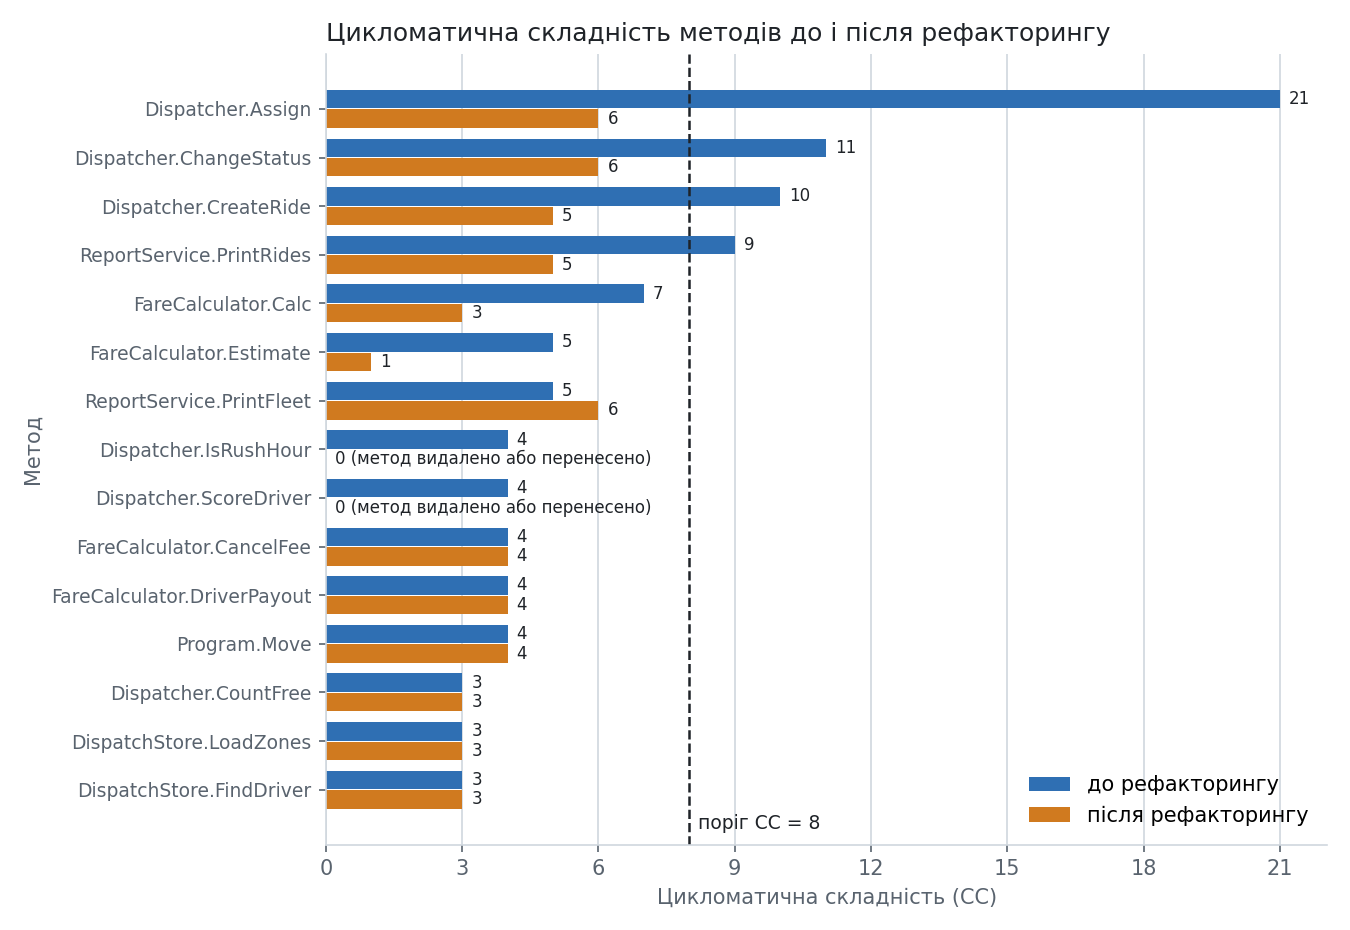 Цикломатична складність методів до і після рефакторингу
Dispatcher.Assign
21
6
Dispatcher.ChangeStatus
11
6
Dispatcher.CreateRide
10
5
ReportService.PrintRides
9
5
FareCalculator.Calc
7
3
FareCalculator.Estimate
5
1
ReportService.PrintFleet
5
6
Dispatcher.IsRushHour
4
0 (метод видалено або перенесено)
Dispatcher.ScoreDriver
4
0 (метод видалено або перенесено)
FareCalculator.CancelFee
4
4
FareCalculator.DriverPayout
4
4
Program.Move
4
4
Dispatcher.CountFree
3
3
DispatchStore.LoadZones
3
3
DispatchStore.FindDriver
3
3
Метод
до рефакторингу
після рефакторингу
поріг CC = 8
0 3 6 9 12 15 18 21
Цикломатична складність (CC)